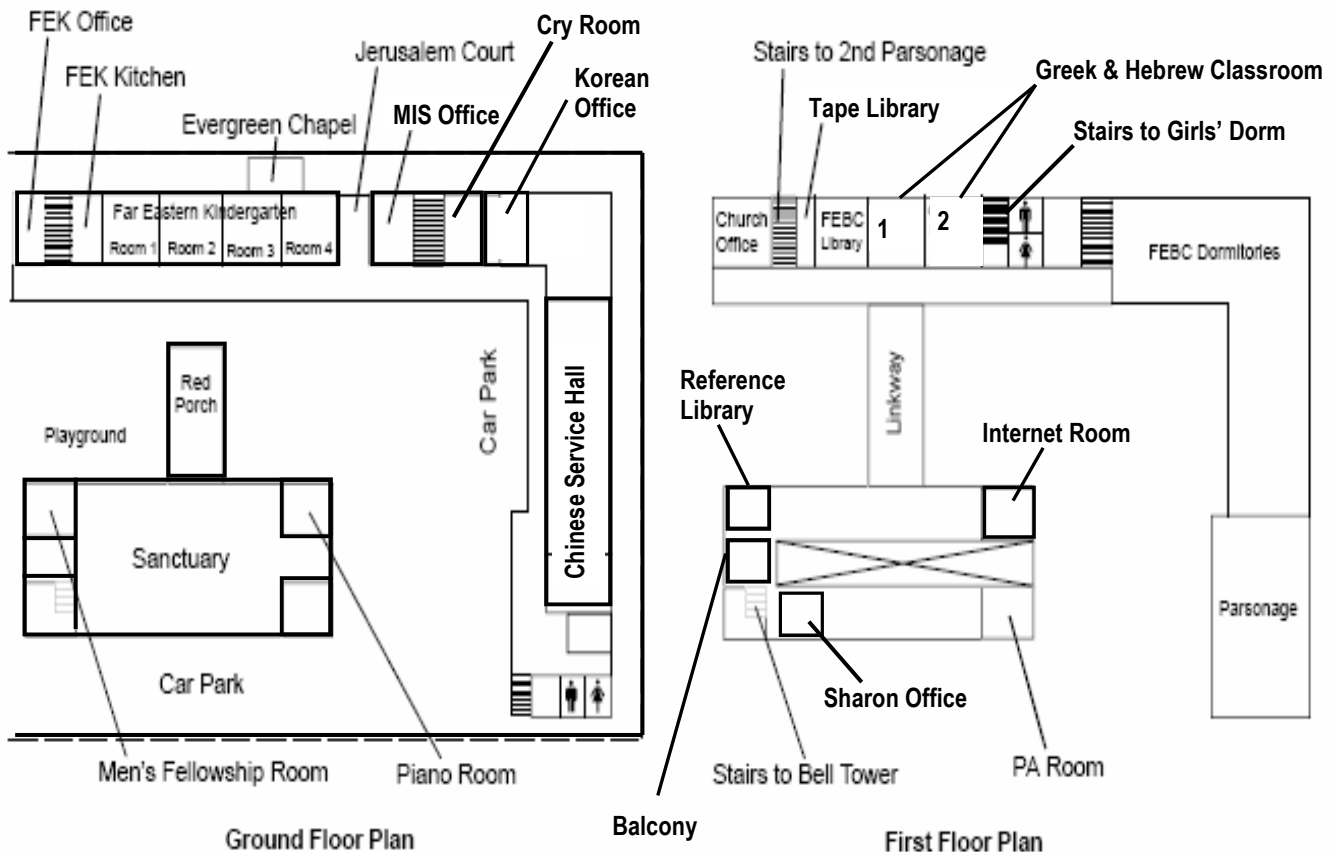 FEK Office
FEK Kitchen
Evergreen Chapel
Jerusalem Court
MIS Office
Cry Room
Korean
Office
Far Eastern Kindergarten
Room 1
Room 2
Room 3
Room 4
Red
Porch
Playground
Sanctuary
Car Park
Car Park
Chinese Service Hall
Men's Fellowship Room
Piano Room
Ground Floor Plan
Stairs to 2nd Parsonage
Tape Library
Greek & Hebrew Classroom
Stairs to Girls' Dorm
Church
Office
FEBC
Library
1
2
FEBC Dormitories
Linkway
Reference
Library
Internet Room
Parsonage
Sharon Office
Stairs to Bell Tower
PA Room
Balcony
First Floor Plan